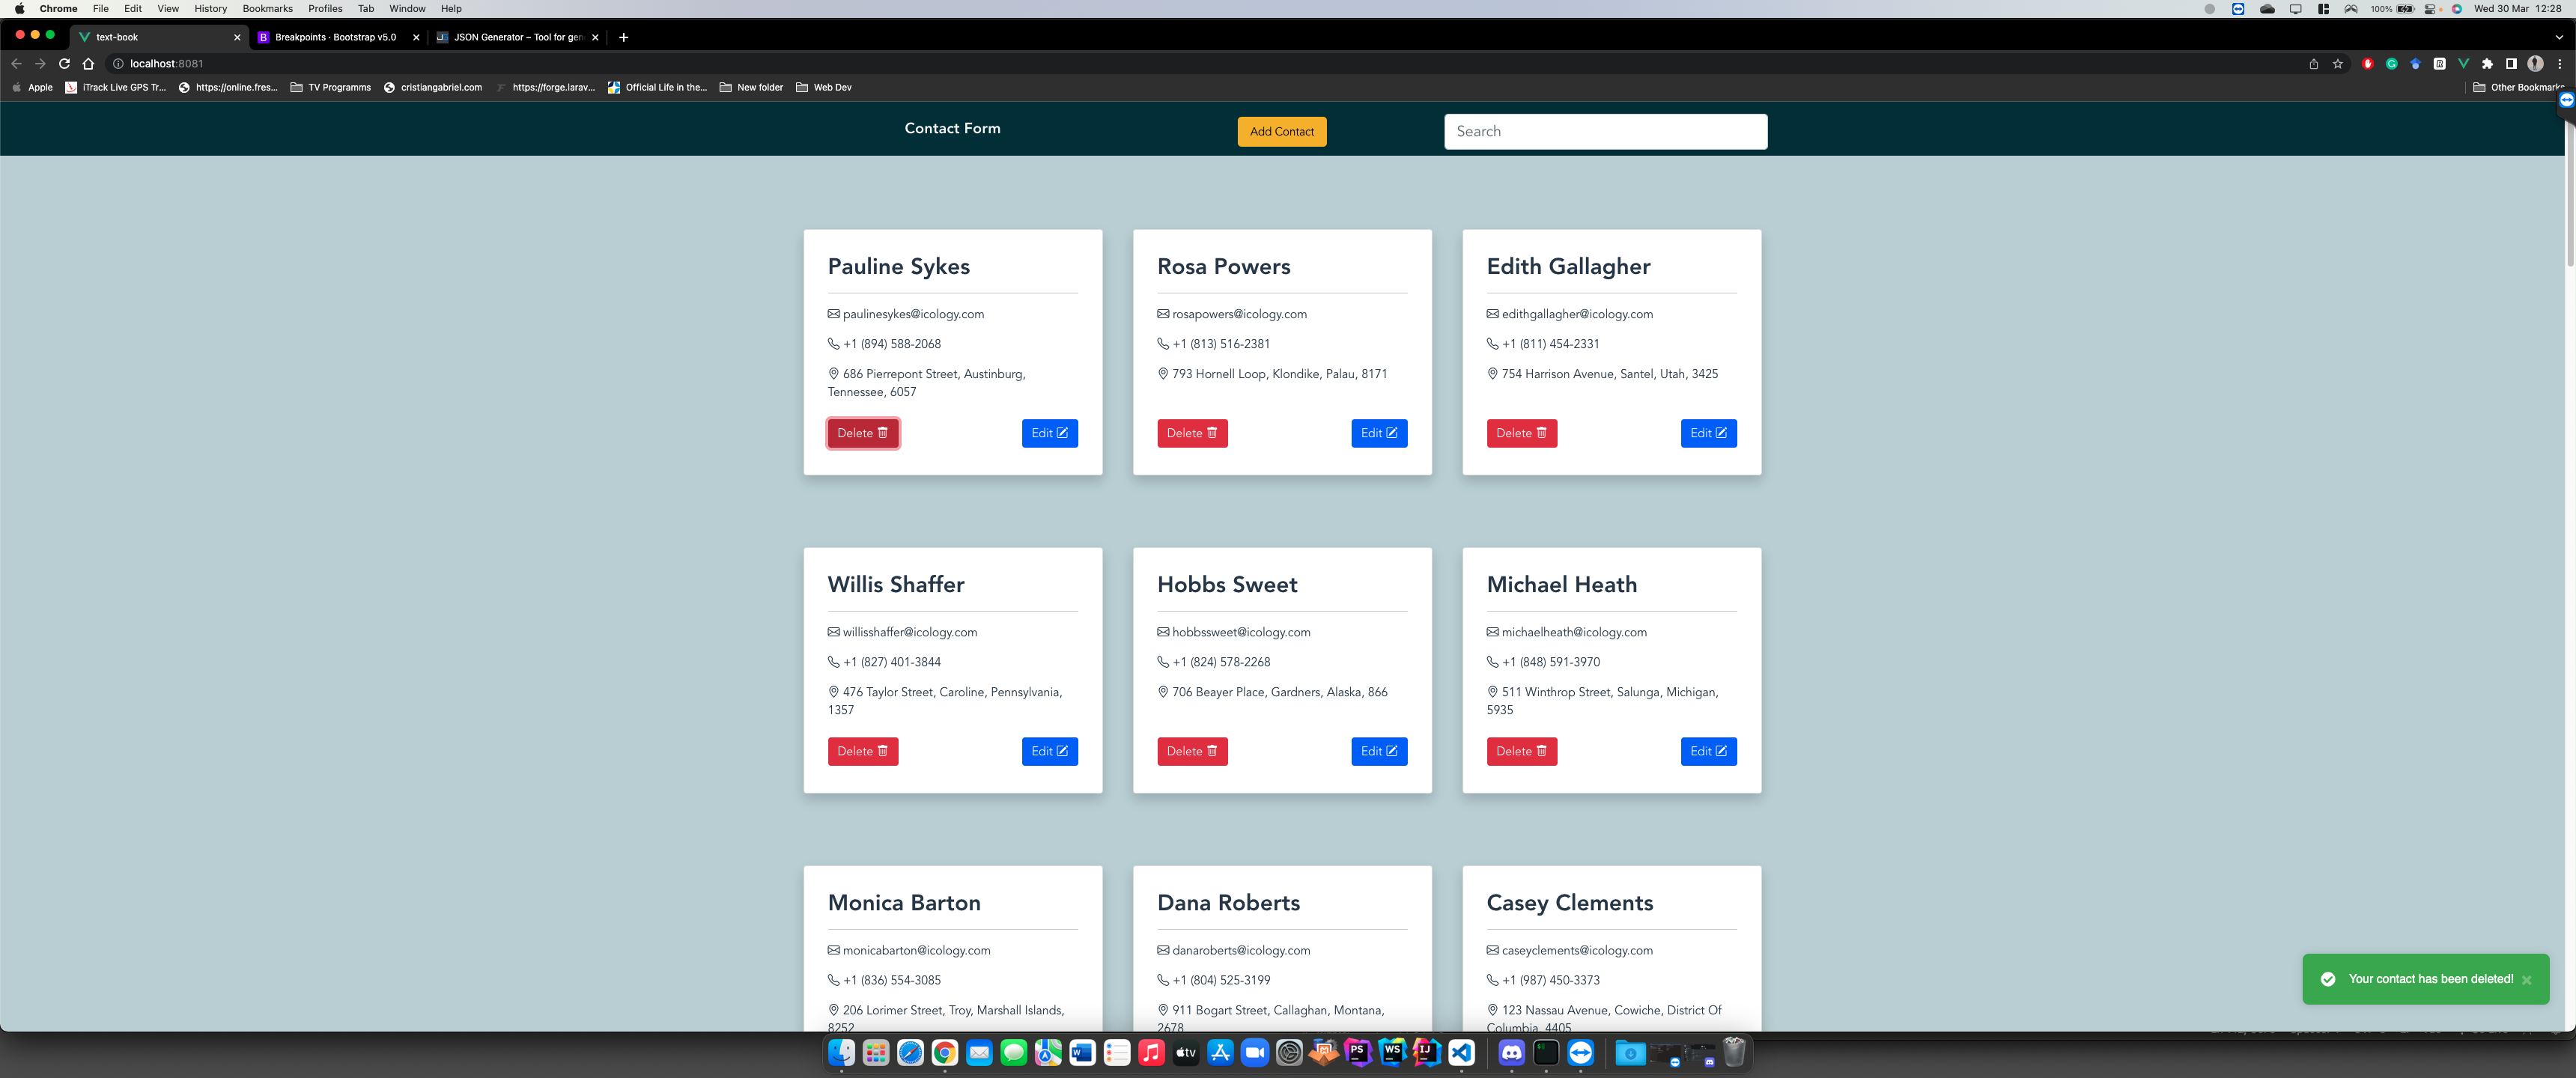 Chrome File Edit View History Bookmarks Profiles Tab Window Help
100% Wed 30 Mar 12:28
text-book
Breakpoints · Bootstrap v5.0
JSON Generator – Tool for gen
localhost:8081
Apple
iTrack Live GPS Tr...
https://online.fres...
TV Programms
cristiangabriel.com
https://forge.larav...
Official Life in the...
New folder
Web Dev
Other Bookmarks
Contact Form
Add Contact
Search
Pauline Sykes
paulinesykes@icology.com
+1 (894) 588-2068
686 Pierrepont Street, Austinburg,
Tennessee, 6057
Delete
Edit
Rosa Powers
rosapowers@icology.com
+1 (813) 516-2381
793 Hornell Loop, Klondike, Palau, 8171
Delete
Edit
Edith Gallagher
edithgallagher@icology.com
+1 (811) 454-2331
754 Harrison Avenue, Santel, Utah, 3425
Delete
Edit
Willis Shaffer
willisshaffer@icology.com
+1 (827) 401-3844
476 Taylor Street, Caroline, Pennsylvania,
1357
Delete
Edit
Hobbs Sweet
hobbssweet@icology.com
+1 (824) 578-2268
706 Beayer Place, Gardners, Alaska, 866
Delete
Edit
Michael Heath
michaelheath@icology.com
+1 (848) 591-3970
511 Winthrop Street, Salunga, Michigan,
5935
Delete
Edit
Monica Barton
monicabarton@icology.com
+1 (836) 554-3085
206 Lorimer Street, Troy, Marshall Islands,
8252
Dana Roberts
danaroberts@icology.com
+1 (804) 525-3199
911 Bogart Street, Callaghan, Montana,
2678
Casey Clements
caseyclements@icology.com
+1 (987) 450-3373
123 Nassau Avenue, Cowiche, District Of
Columbia, 4405
Your contact has been deleted!
tv
PS
WS
IJ